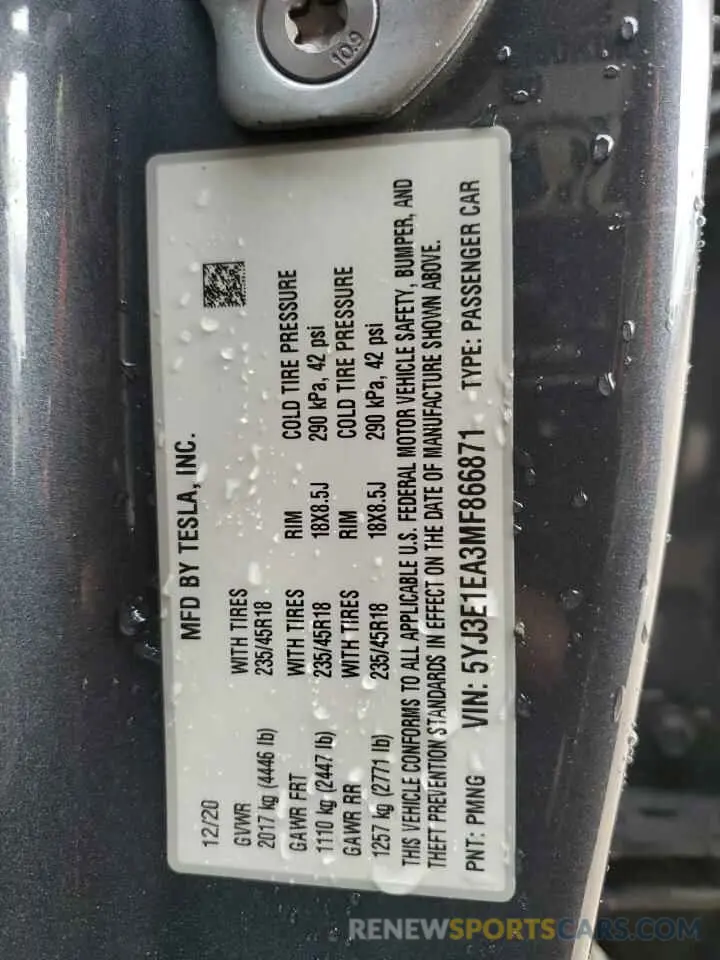 10.9
MFD BY TESLA, INC.
12/20
GVWR WITH TIRES
2017 kg (4446 lb) 235/45R18
GAWR FRT WITH TIRES RIM COLD TIRE PRESSURE
1110 kg (2447 lb) 235/45R18 18X8.5J 290 kPa, 42 psi
GAWR RR WITH TIRES RIM COLD TIRE PRESSURE
1257 kg (2771 lb) 235/45R18 18X8.5J 290 kPa, 42 psi
THIS VEHICLE CONFORMS TO ALL APPLICABLE U.S. FEDERAL MOTOR VEHICLE SAFETY, BUMPER, AND
THEFT PREVENTION STANDARDS IN EFFECT ON THE DATE OF MANUFACTURE SHOWN ABOVE.
PNT: PMNG VIN: 5YJ3E1EA3MF866871 TYPE: PASSENGER CAR
RENEWSPORTSCARS.COM